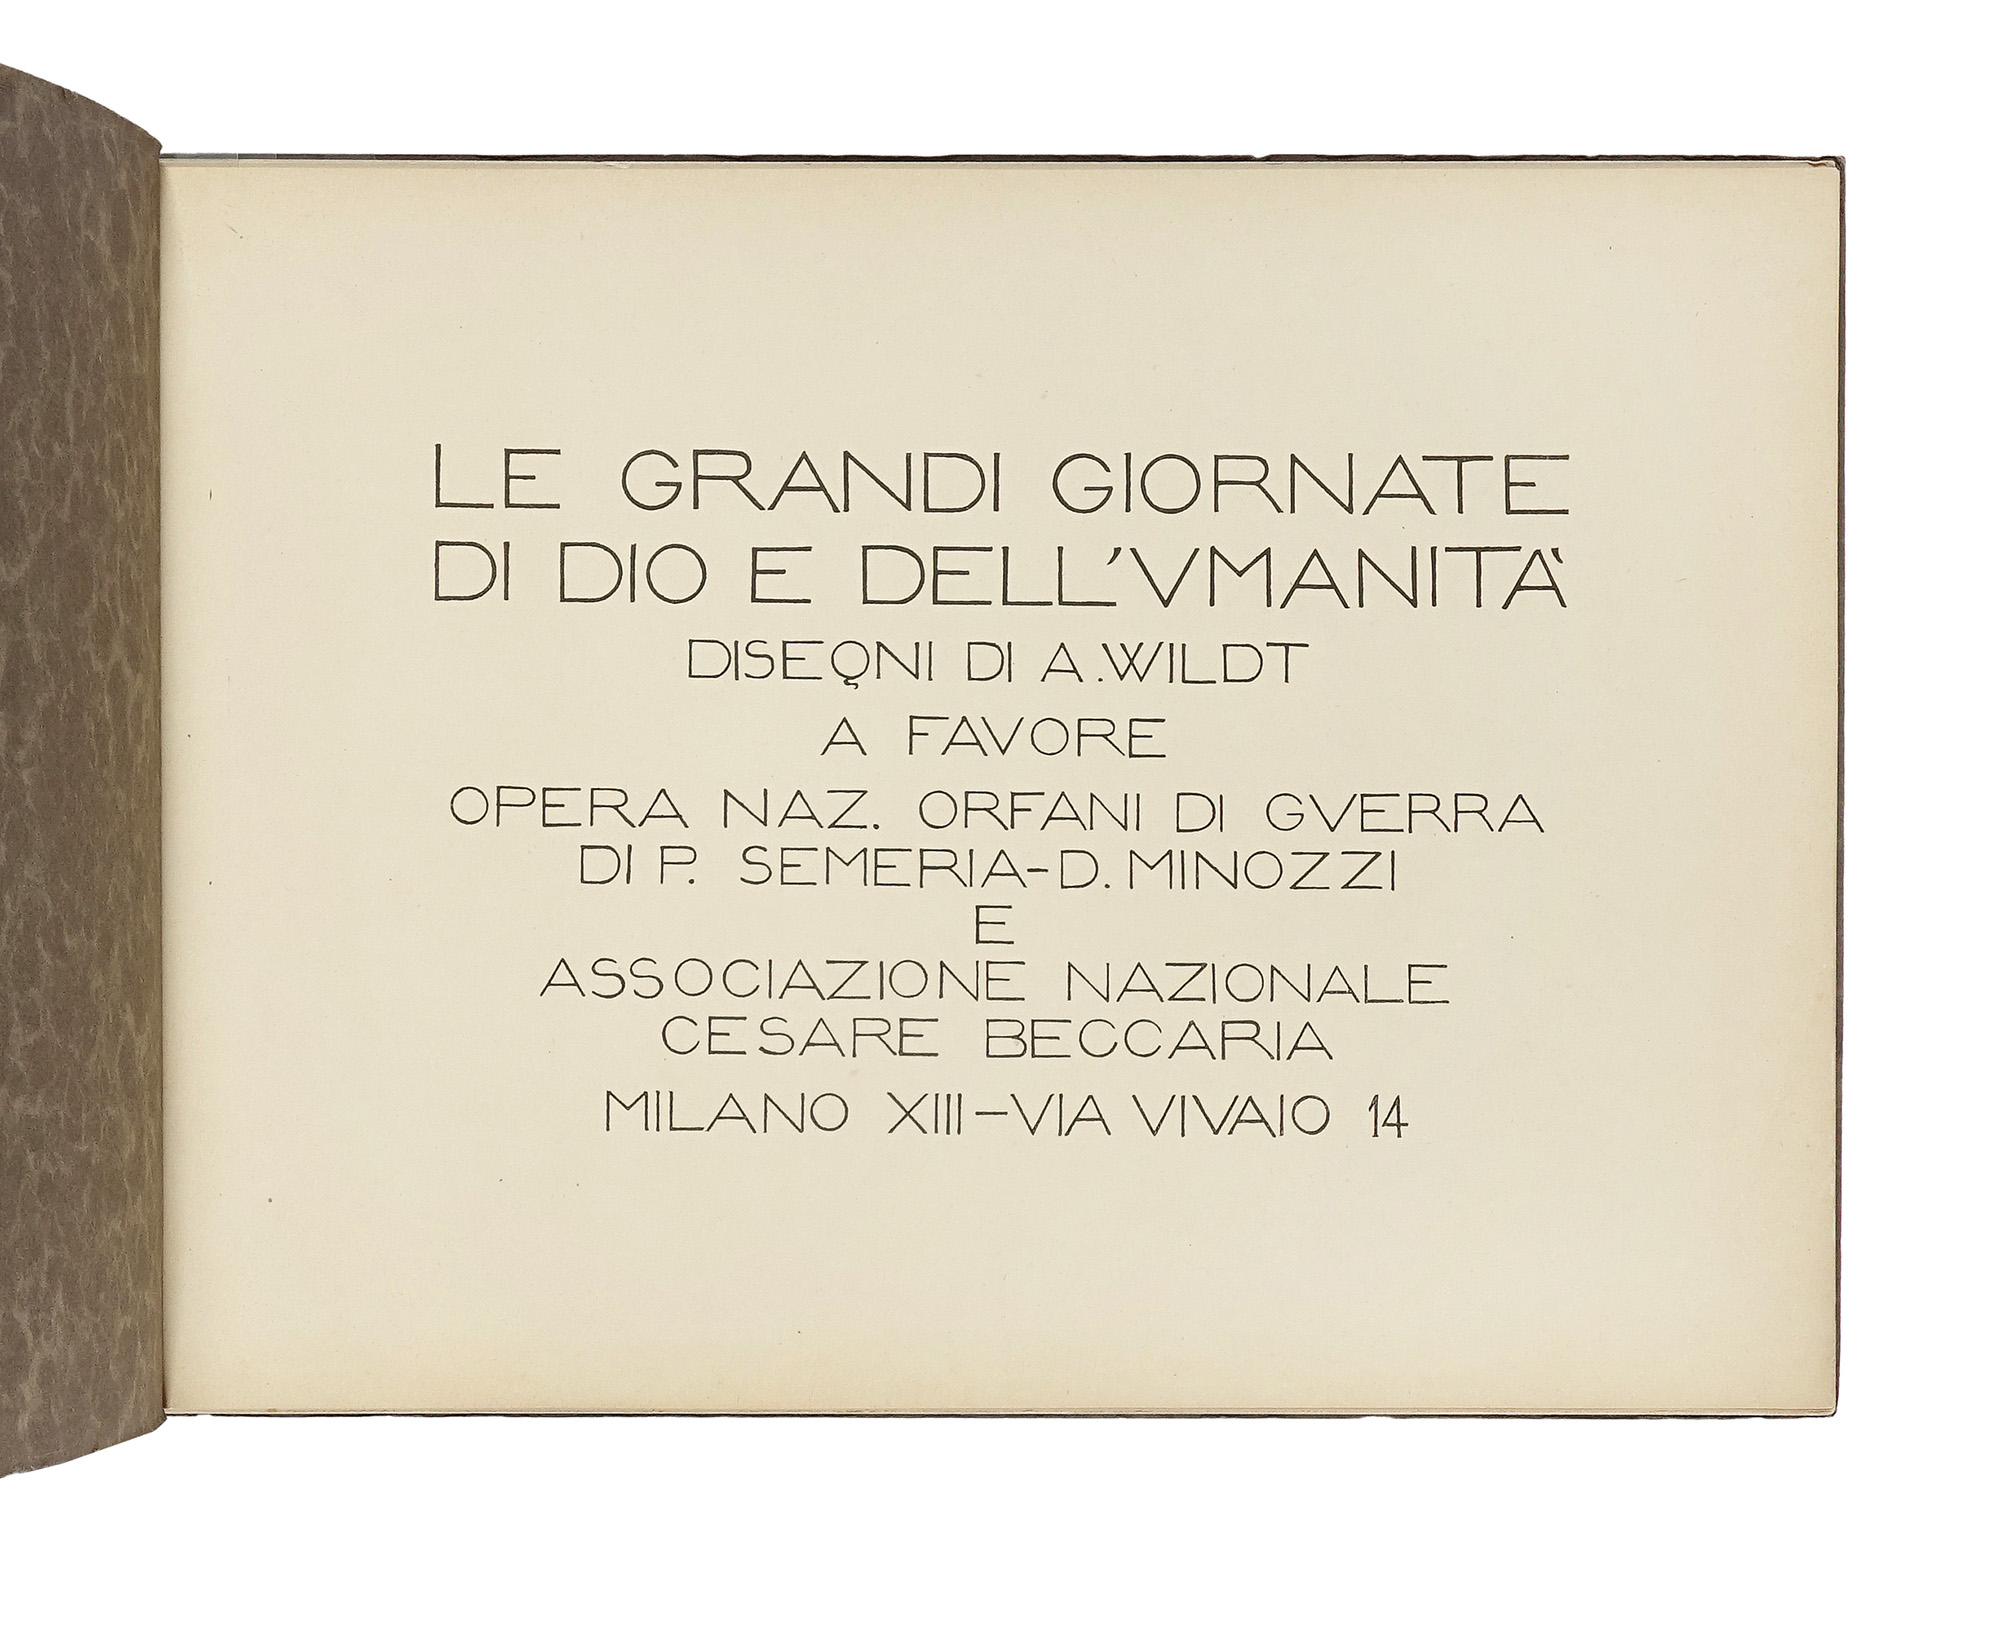 LE GRANDI GIORNATE
DI DIO E DELL'VMANITÀ
DISEGNI DI A. WILDT
A FAVORE
OPERA NAZ. ORFANI DI GVERRA
DI P. SEMERIA-D. MINOZZI
E
ASSOCIAZIONE NAZIONALE
CESARE BECCARIA
MILANO XIII-VIA VIVAIO 14